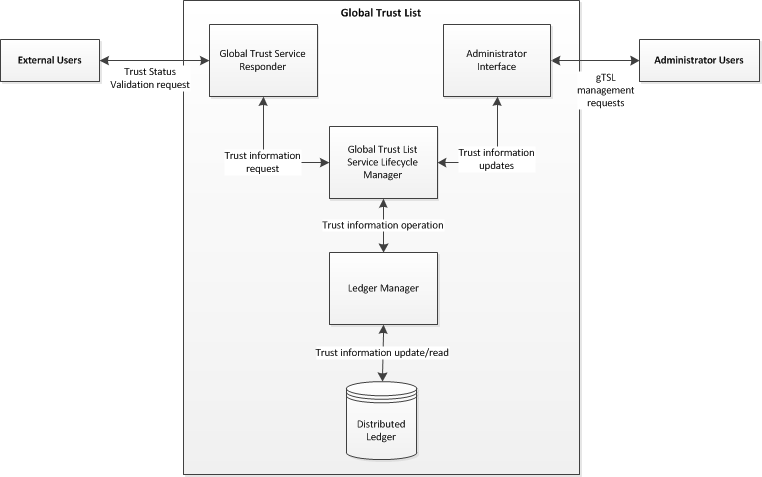 Global Trust List
External Users
Global Trust Service
Responder
Administrator
Interface
Administrator Users
Trust Status
Validation request
gTSL
management
requests
Trust information
request
Global Trust List
Service Lifecycle
Manager
Trust information
updates
Trust information operation
Ledger Manager
Trust information update/read
Distributed
Ledger